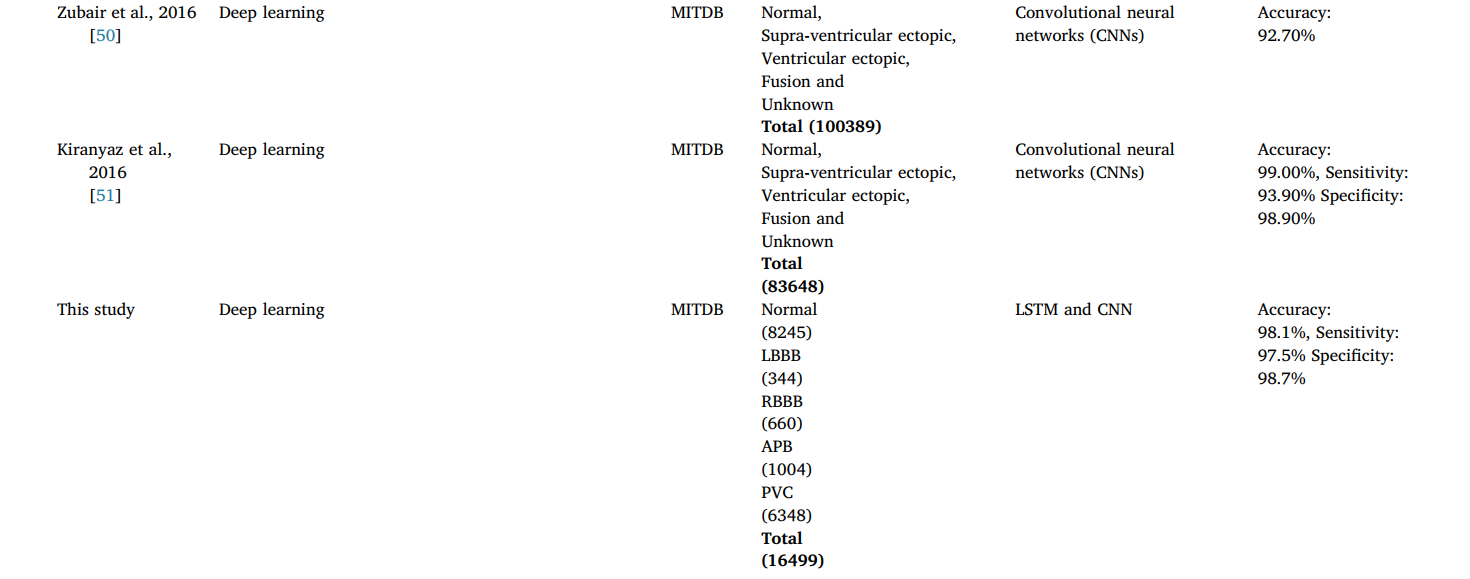 Zubair et al., 2016 Deep learning MITDB Normal, Convolutional neural Accuracy:
[50] Supra-ventricular ectopic, networks (CNNs) 92.70%
Ventricular ectopic,
Fusion and
Unknown
Total (100389)
Kiranyaz et al., Deep learning MITDB Normal, Convolutional neural Accuracy:
2016 Supra-ventricular ectopic, networks (CNNs) 99.00%, Sensitivity:
[51] Ventricular ectopic, 93.90% Specificity:
Fusion and 98.90%
Unknown
Total
(83648)
This study Deep learning MITDB Normal LSTM and CNN Accuracy:
(8245) 98.1%, Sensitivity:
LBBB 97.5% Specificity:
(344) 98.7%
RBBB
(660)
APB
(1004)
PVC
(6348)
Total
(16499)